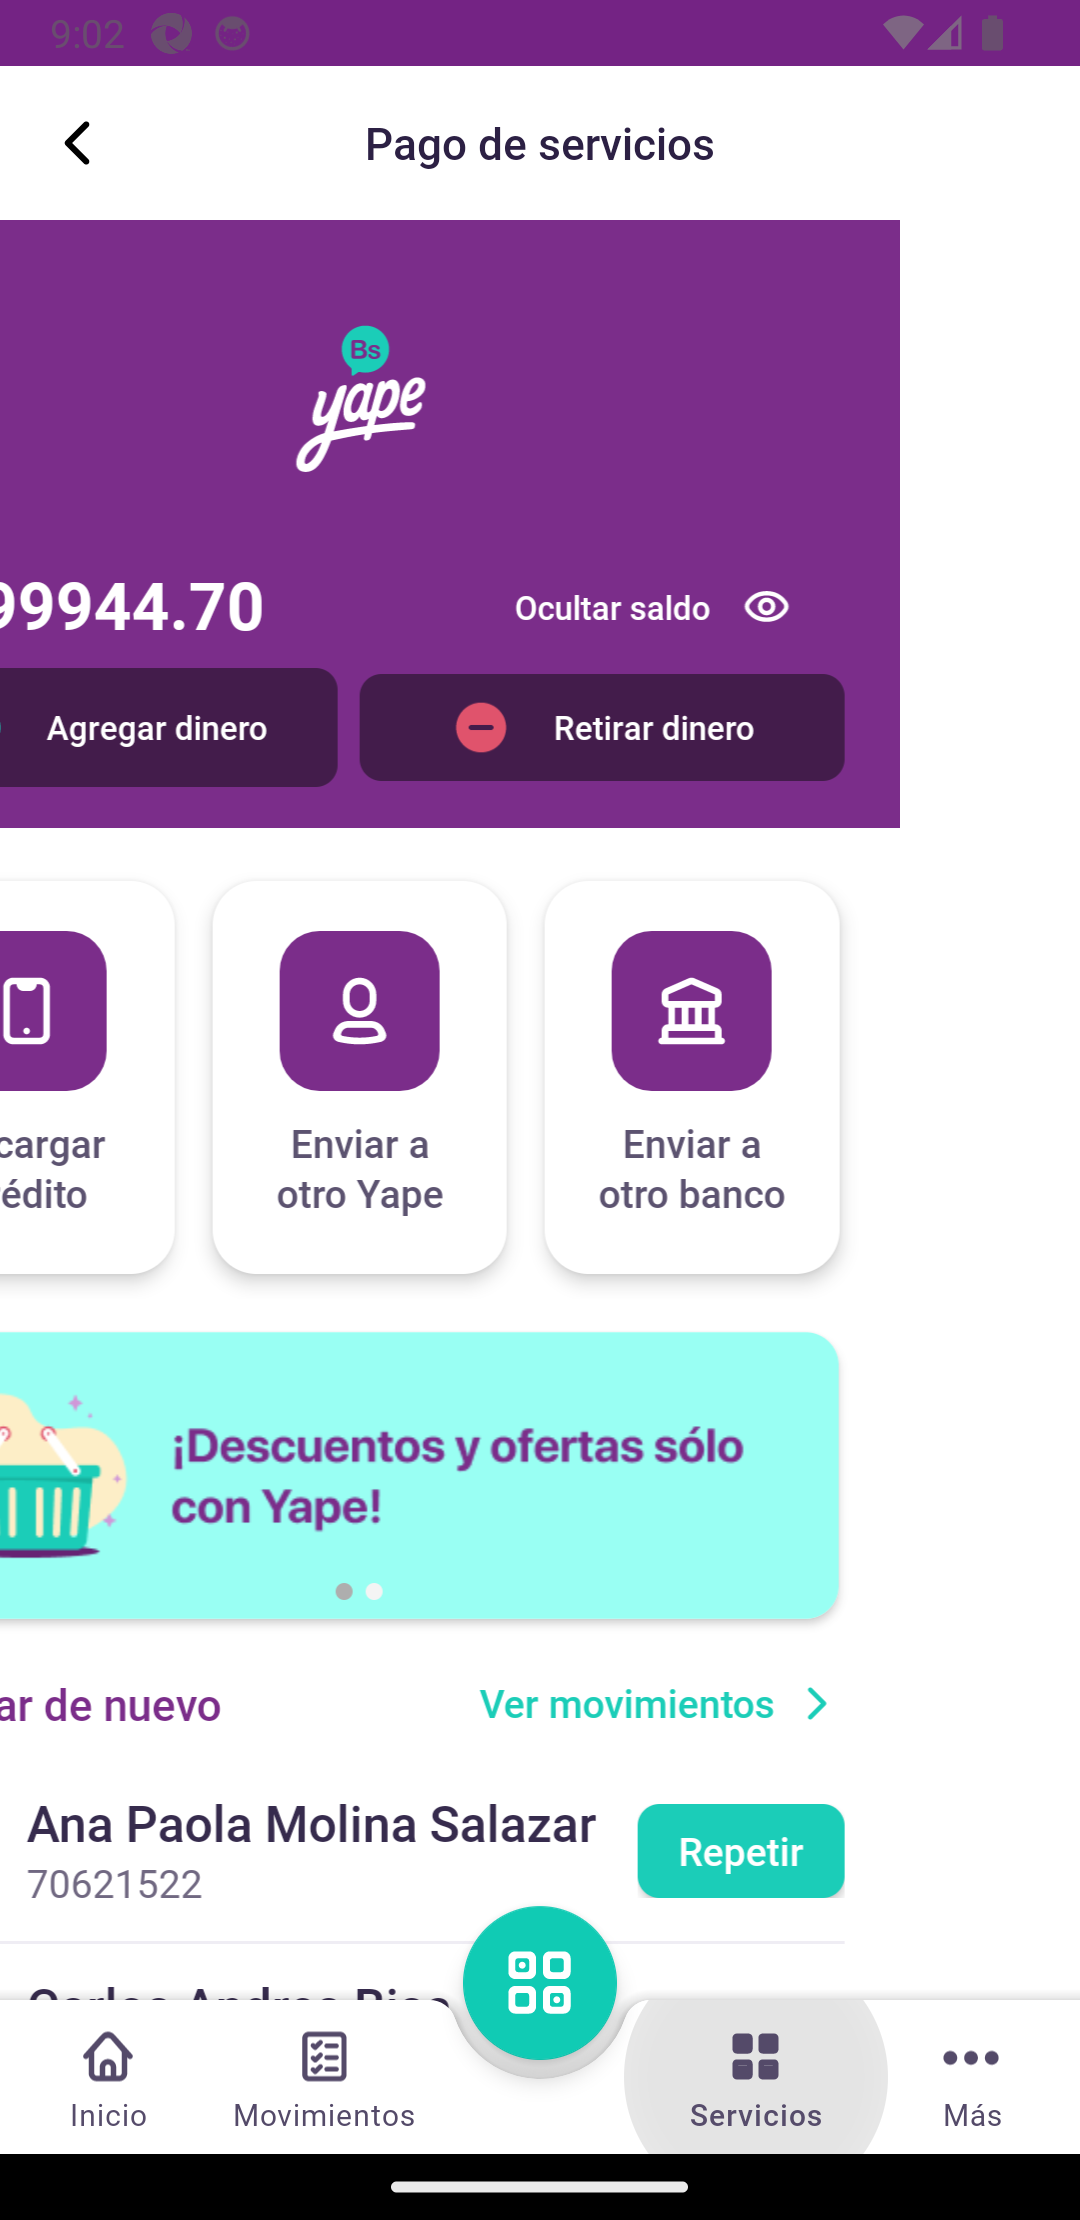 9:02
Pago de servicios
Bs
yape
99944.70
Ocultar saldo
Agregar dinero
Retirar dinero
cargar
édito
Enviar a
otro Yape
Enviar a
otro banco
¡Descuentos y ofertas sólo
con Yape!
ar de nuevo
Ver movimientos
Ana Paola Molina Salazar
70621522
Repetir
Inicio
Movimientos
Servicios
Más